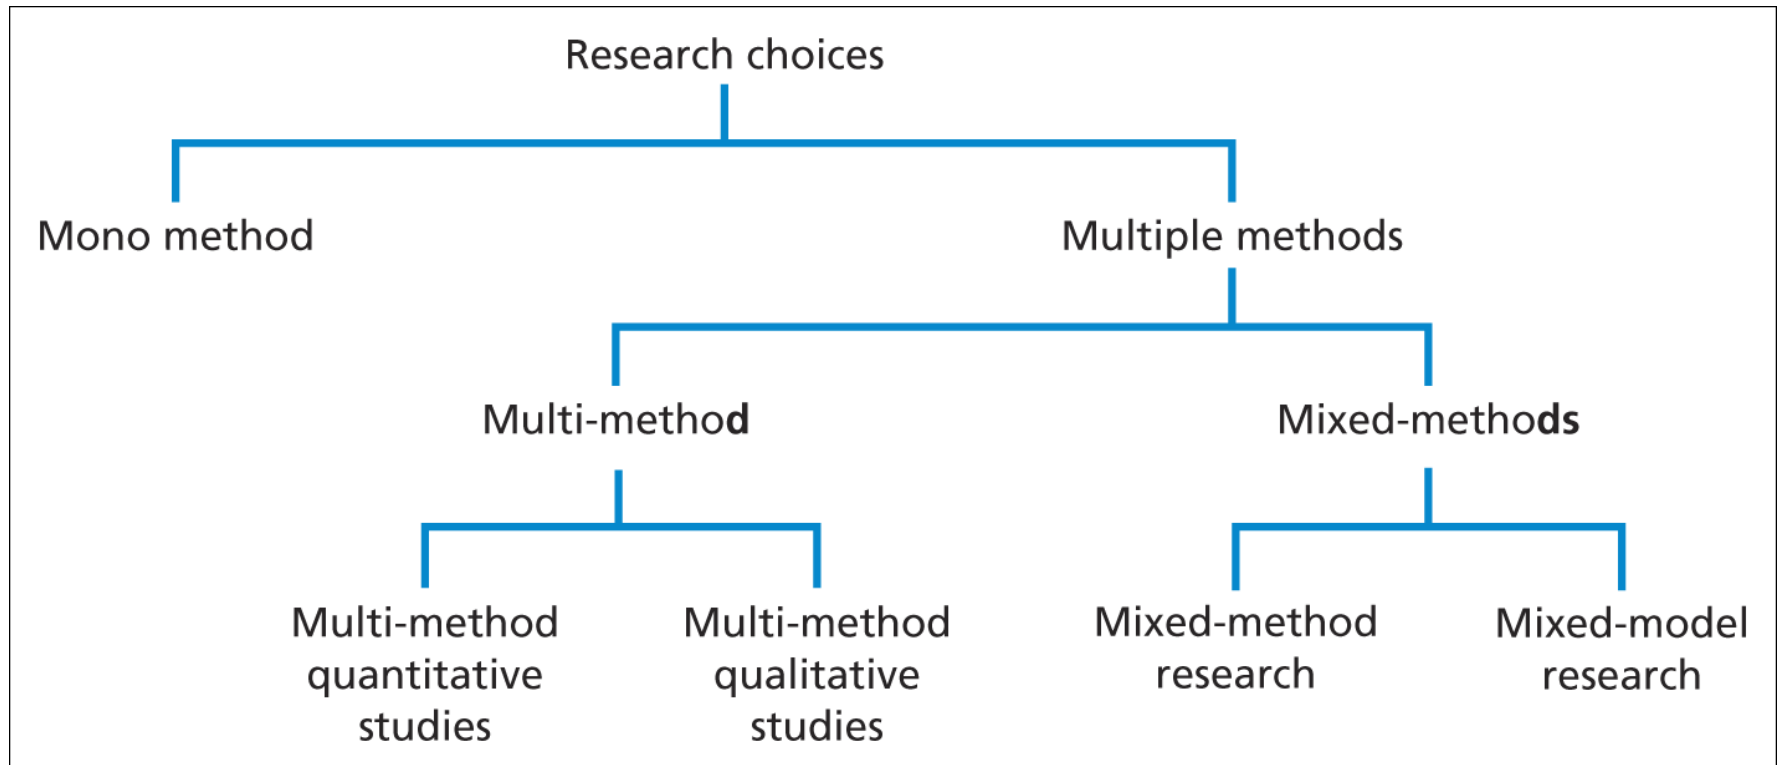 Research choices
Mono method
Multiple methods
Multi-method
Mixed-methods
Multi-method
quantitative
studies
Multi-method
qualitative
studies
Mixed-method
research
Mixed-model
research